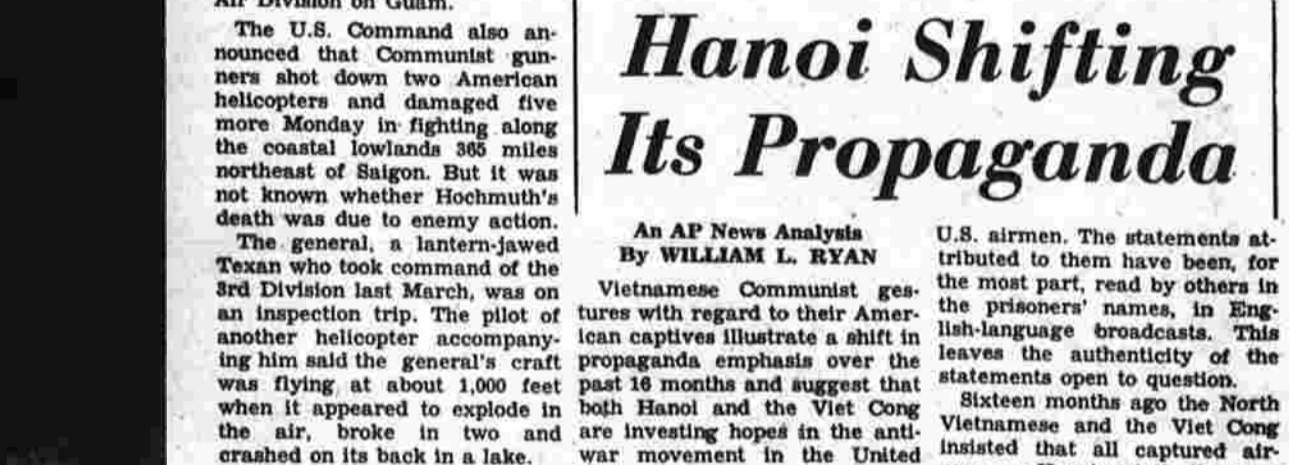 Air Division on Guam.
The U.S. Command also an-
nounced that Communist gun-
ners shot down two American
helicopters and damaged five
more Monday in fighting along
the coastal lowlands 365 miles
northeast of Saigon. But it was
not known whether Hochmuth's
death was due to enemy action.
The general, a lantern-jawed
Texan who took command of the
3rd Division last March, was on
an inspection trip. The pilot of
another helicopter accompany-
ing him said the general's craft
was flying at about 1,000 feet
when it appeared to explode in
the air, broke in two and
crashed on its back in a lake.
Hanoi Shifting
Its Propaganda
An AP News Analysis
By WILLIAM L. RYAN
Vietnamese Communist ges-
tures with regard to their Amer-
ican captives illustrate a shift in
propaganda emphasis over the
past 16 months and suggest that
both Hanoi and the Viet Cong
are investing hopes in the anti-
war movement in the United
U.S. airmen. The statements at-
tributed to them have been, for
the most part, read by others in
the prisoners' names, in Eng-
lish-language broadcasts. This
leaves the authenticity of the
statements open to question.
Sixteen months ago the North
Vietnamese and the Viet Cong
insisted that all captured air-